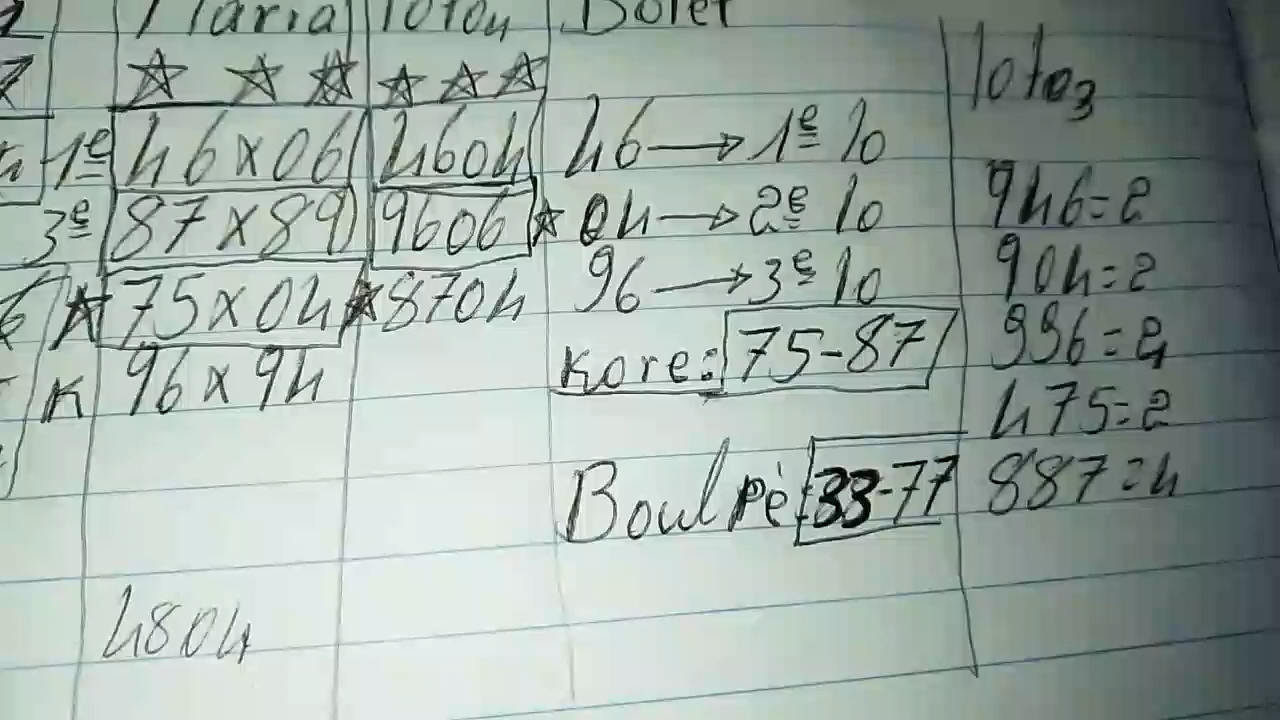 Maria loto4 Bolet
loto3
1e 46x06 4604 46→1e lo
946=2
3e 87x89 9606 04→2e lo
904=2
75x04 8704 96→3e lo
996=4
K 96x94 Kore: 75-87
475=2
Boul Pè: 33-77 887=4
4804